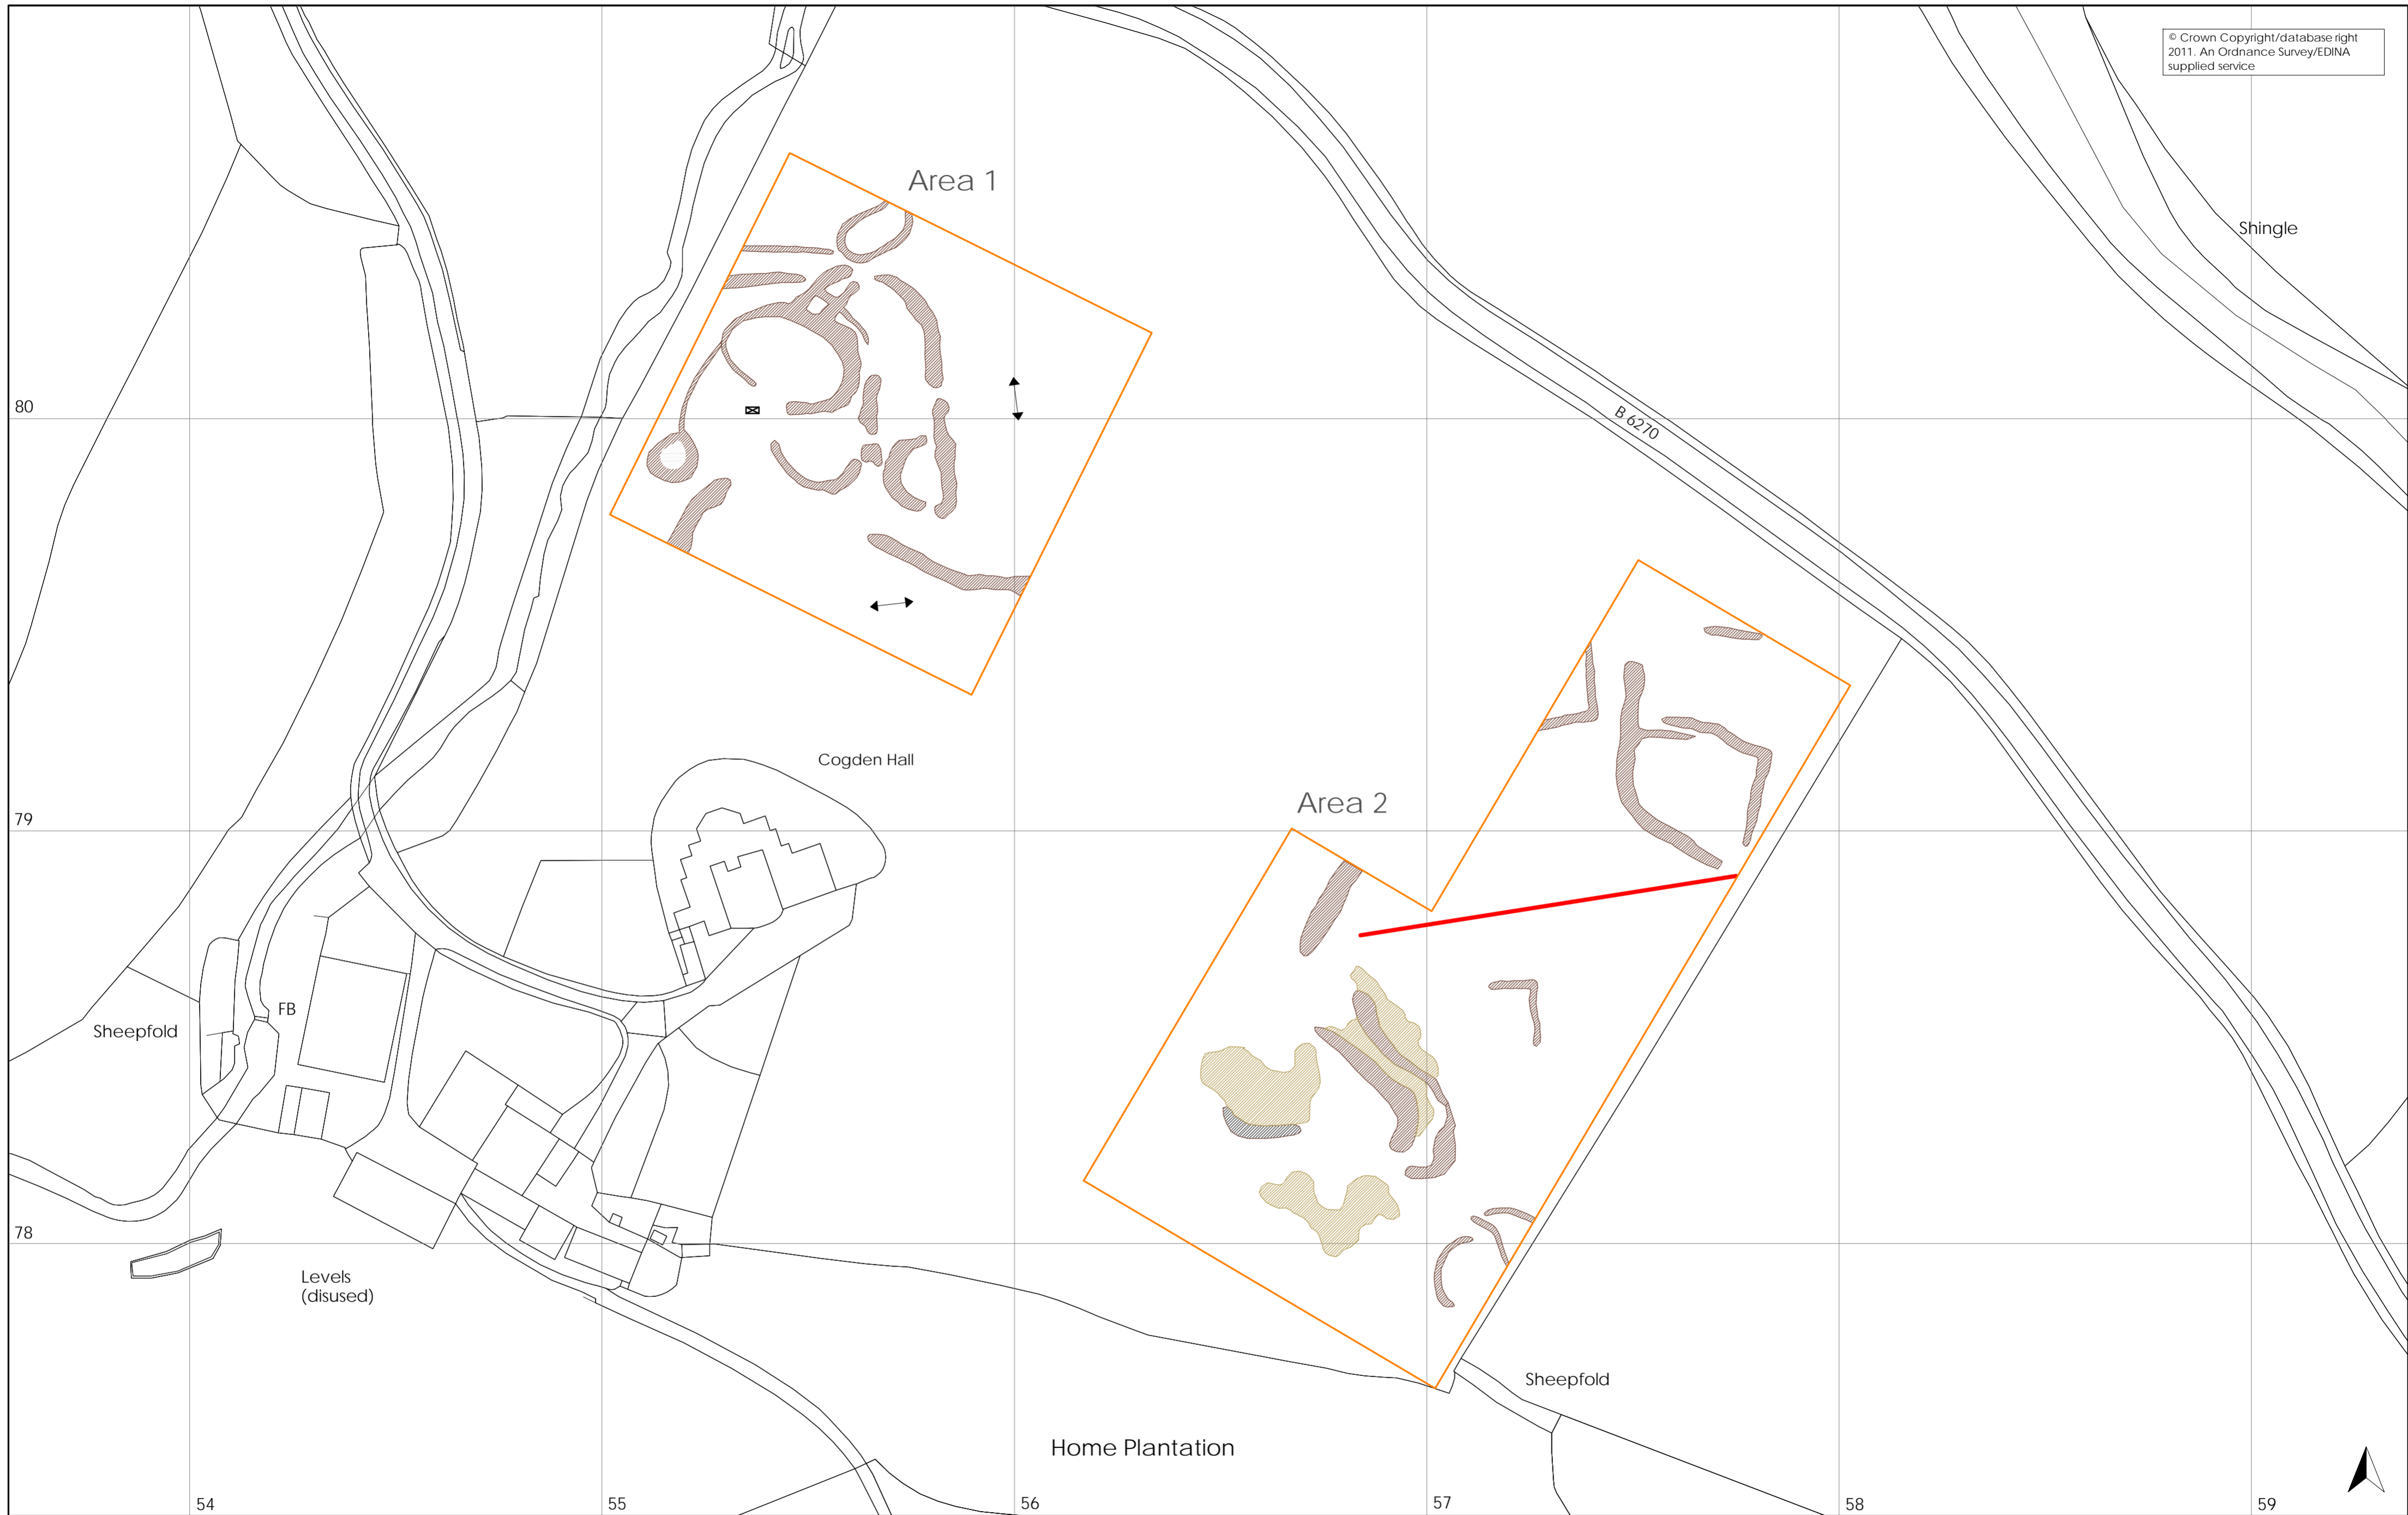 © Crown Copyright/database right
2011. An Ordnance Survey/EDINA
supplied service
Area 1
Shingle
80
B 6270
Cogden Hall
Area 2
79
FB
Sheepfold
78
Levels
(disused)
Sheepfold
Home Plantation
54
55
56
57
58
59